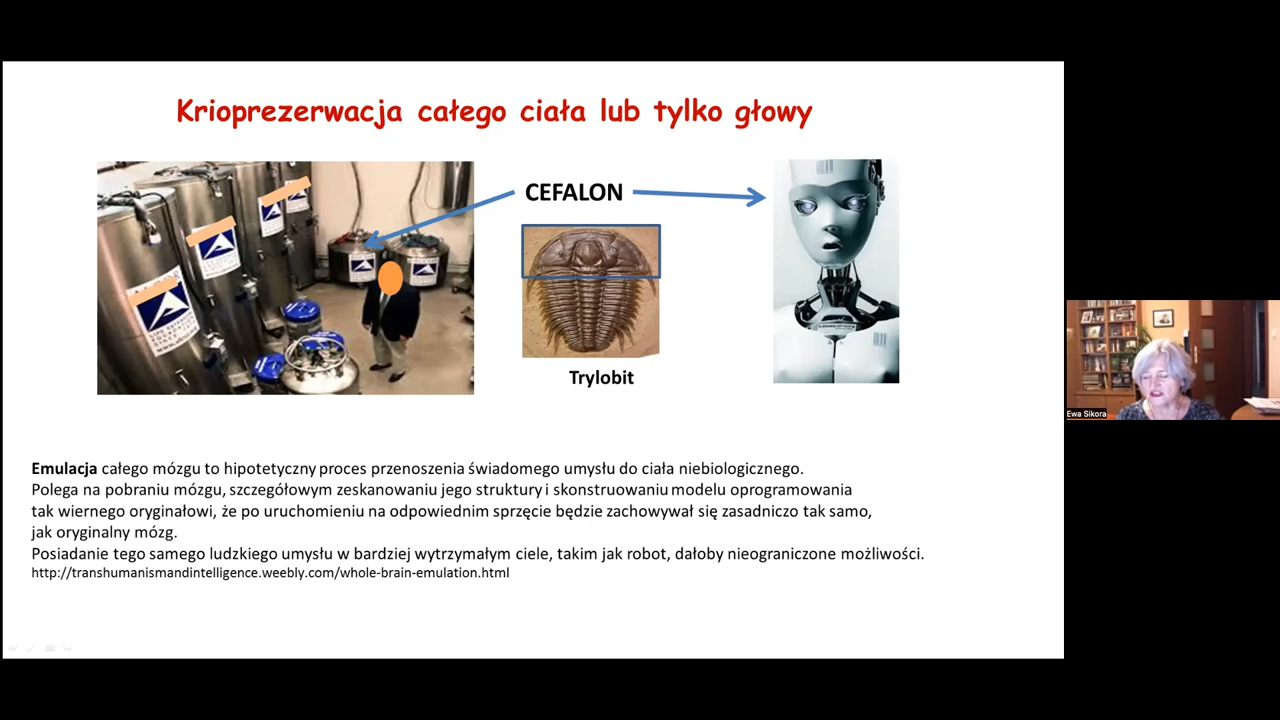 Krioprezerwacja całego ciała lub tylko głowy
CEFALON
Trylobit
Ewa Sikora
Emulacja całego mózgu to hipotetyczny proces przenoszenia świadomego umysłu do ciała niebiologicznego.
Polega na pobraniu mózgu, szczegółowym zeskanowaniu jego struktury i skonstruowaniu modelu oprogramowania
tak wiernego oryginałowi, że po uruchomieniu na odpowiednim sprzęcie będzie zachowywał się zasadniczo tak samo,
jak oryginalny mózg.
Posiadanie tego samego ludzkiego umysłu w bardziej wytrzymałym ciele, takim jak robot, dałoby nieograniczone możliwości.
http://transhumanismandintelligence.weebly.com/whole-brain-emulation.html